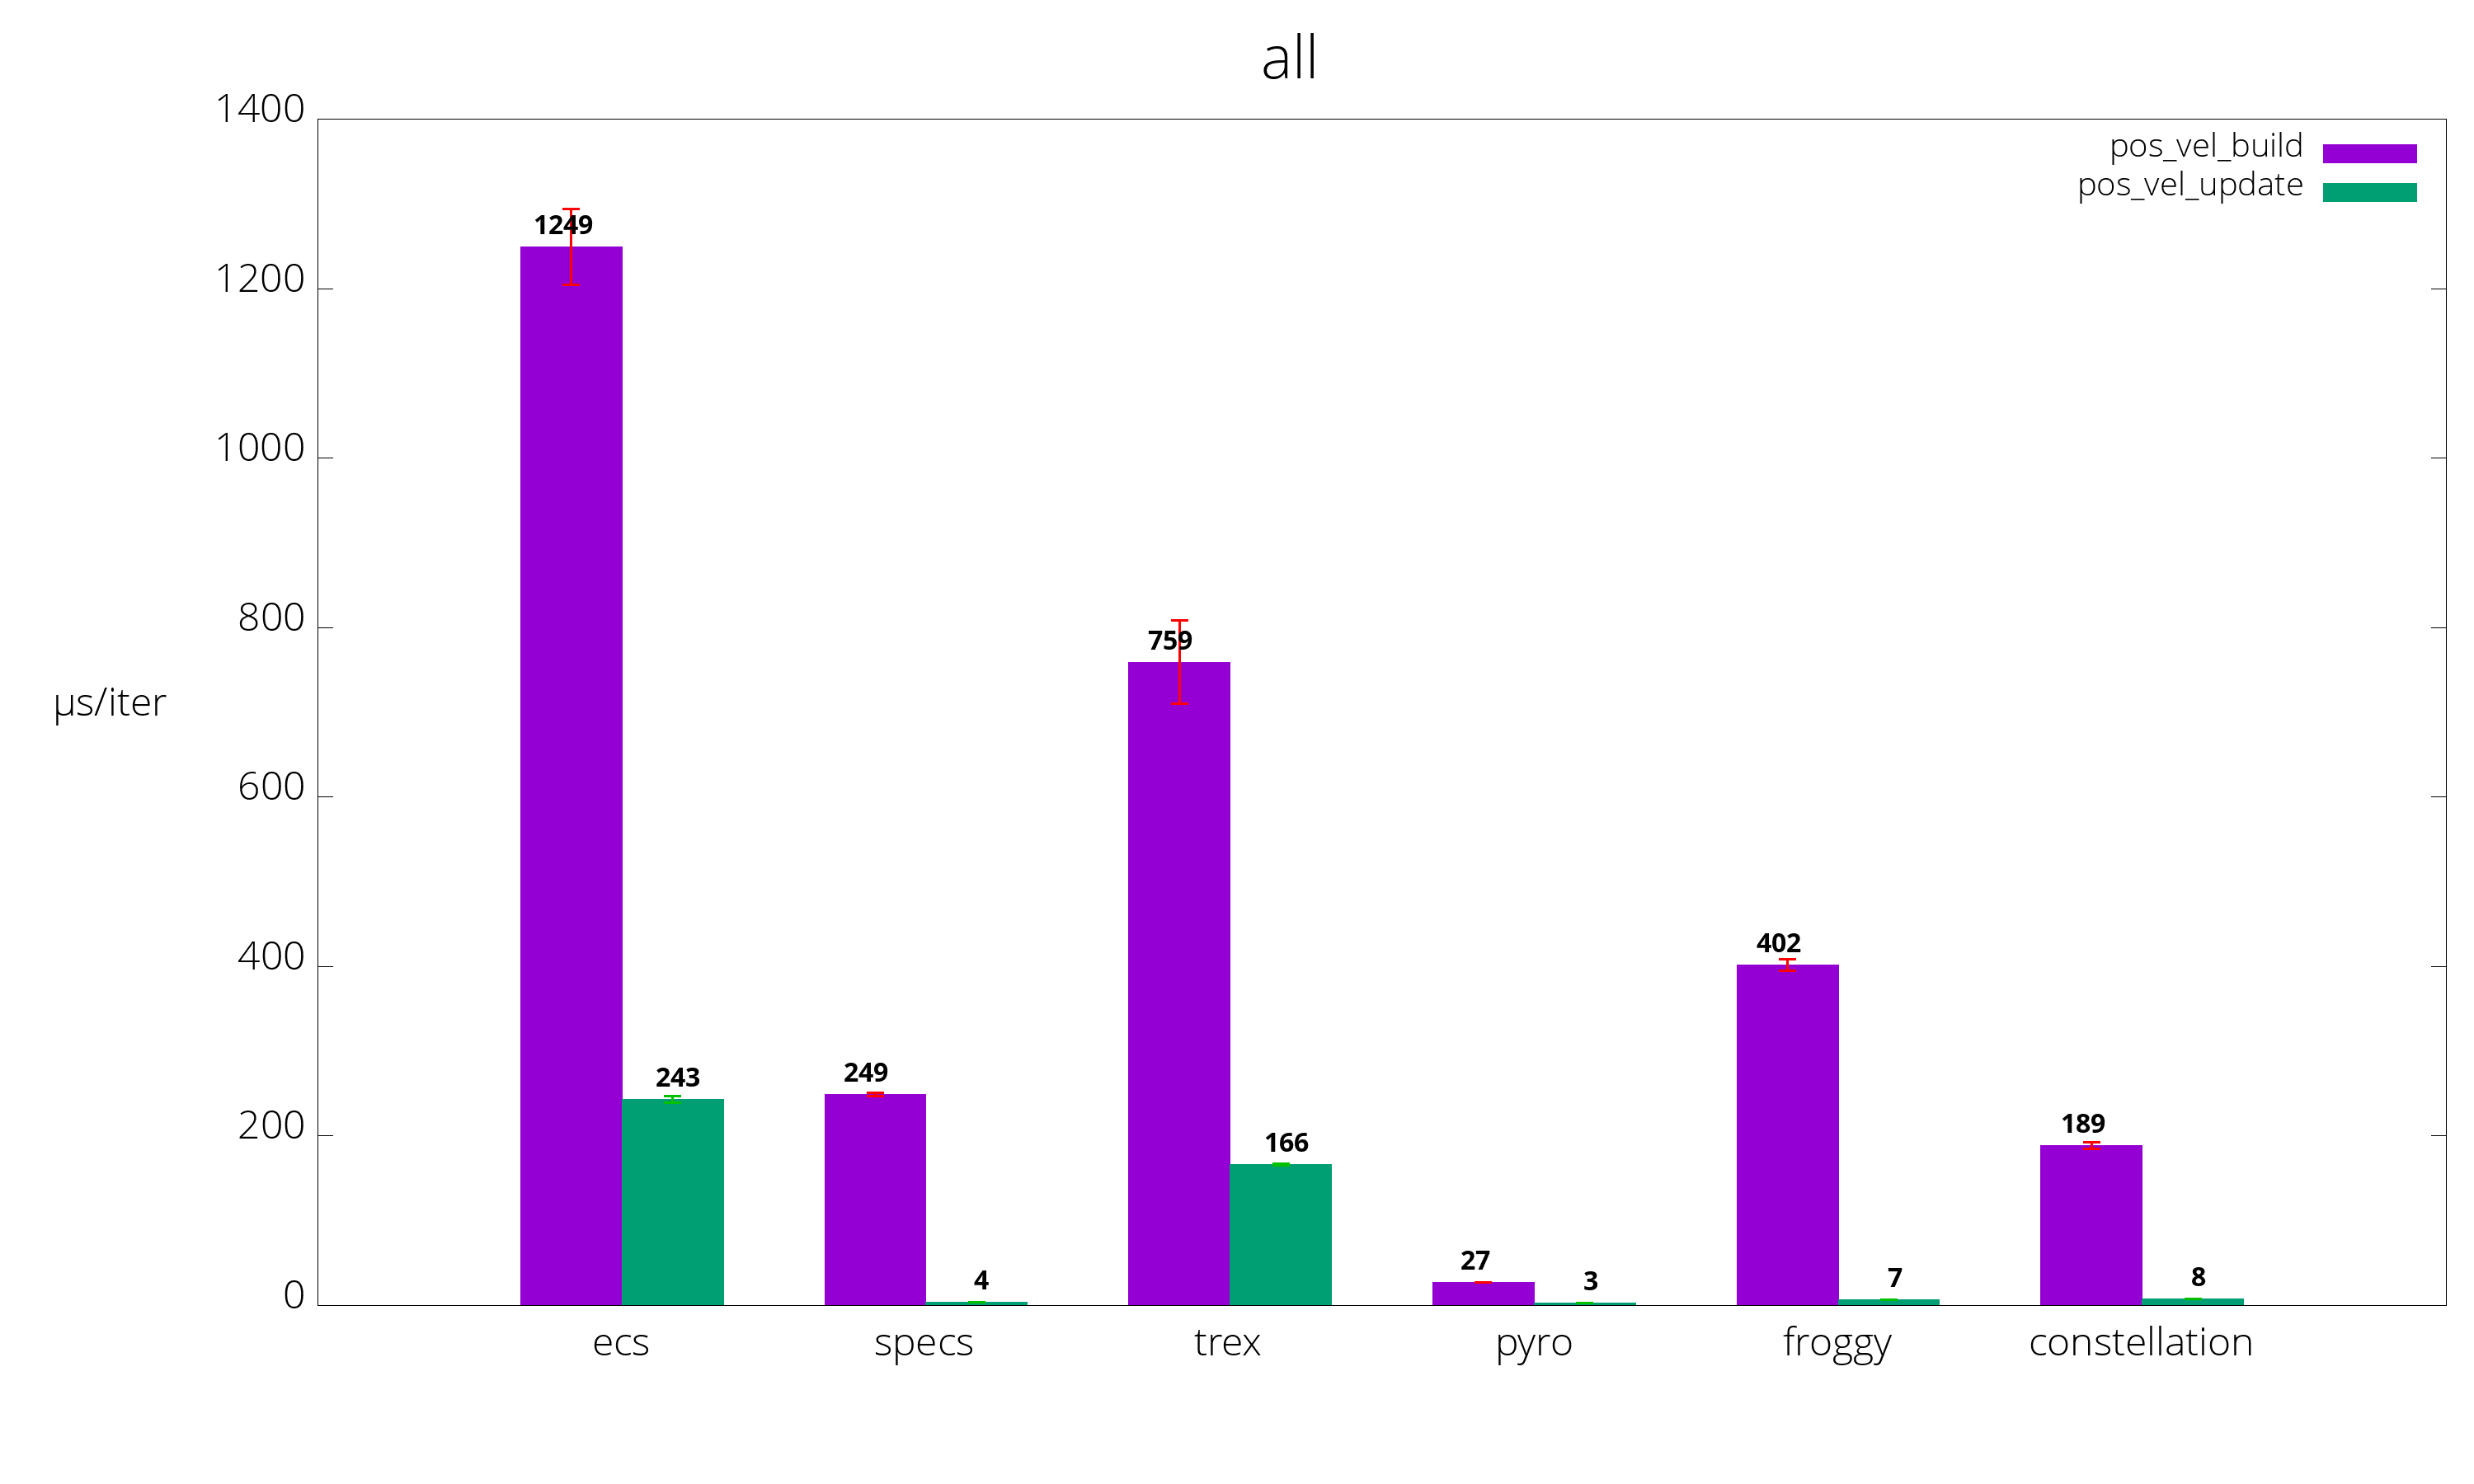 all
1400
1200
1000
800
600
400
200
0
µs/iter
pos_vel_build
pos_vel_update
1249
243
249
4
759
166
27
3
402
7
189
8
ecs
specs
trex
pyro
froggy
constellation